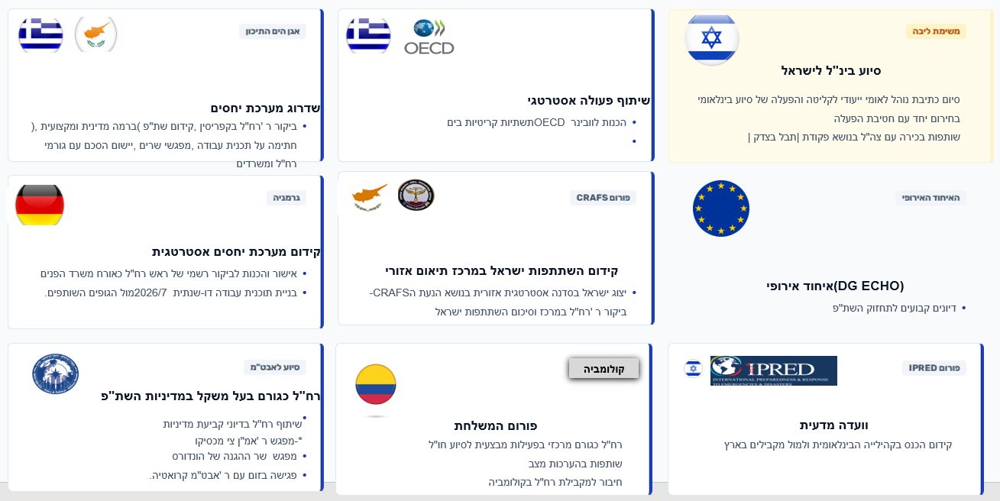 משימת ליבה
סיוע בינ"ל לישראל
סיום כתיבת נוהל לאומי ייעודי לקליטה והפעלה של סיוע בינלאומי
בחירום יחד עם חטיבת הפעלה
שותפות בכירה עם צה"ל בנושא פקודת |תבל בצדק |
OECD
שיתוף פעולה אסטרטגי
• הכנות לוובינר OECDתשתיות קריטיות בים
•
אגן הים התיכון
שדרוג מערכת יחסים
• ביקור ר 'רח"ל בקפריסין ,קידום שת"פ )ברמה מדינית ומקצועית ,(
חתימה על תכנית עבודה ,מפגשי שרים ,יישום הסכם עם גורמי
רח"ל ומשרדים
האיחוד האירופי
(DG ECHO)איחוד אירופי
• דיונים קבועים לתחזוק השת"פ
פורום CRAFS
קידום השתתפות ישראל במרכז תיאום אזורי
• יצוג ישראל בסדנה אסטרטגית אזורית בנושא הנעת הCRAFS-
ביקור ר 'רח"ל במרכז וסיכום השתתפות ישראל
גרמניה
קידום מערכת יחסים אסטרטגית
• אישור והכנות לביקור רשמי של ראש רח"ל כאורח משרד הפנים
• בניית תוכנית עבודה דו-שנתית 2026/7מול הגופים השותפים.
פורום IPRED
IPRED
INTERNATIONAL PREPAREDNESS & RESPONSE
TO EMERGENCIES & DISASTERS
וועדה מדעית
קידום הכנס בקהילייה הבינלאומית ולמול מקבילים בארץ
קולומביה
פורום המשלחת
רח"ל כגורם מרכזי בפעילות מבצעית לסיוע חו"ל
שותפות בהערכות מצב
חיבור למקבילת רח"ל בקולומביה
סיוע לאבט"מ
רח"ל כגורם בעל משקל במדיניות השת"פ
• שיתוף רח"ל בדיוני קביעת מדיניות
*-מפגש ר 'אמ"ן צי מכסיקו
• מפגש שר ההגנה של הונדורס
• פגישה בזום עם ר 'אבט"מ קרואטיה.